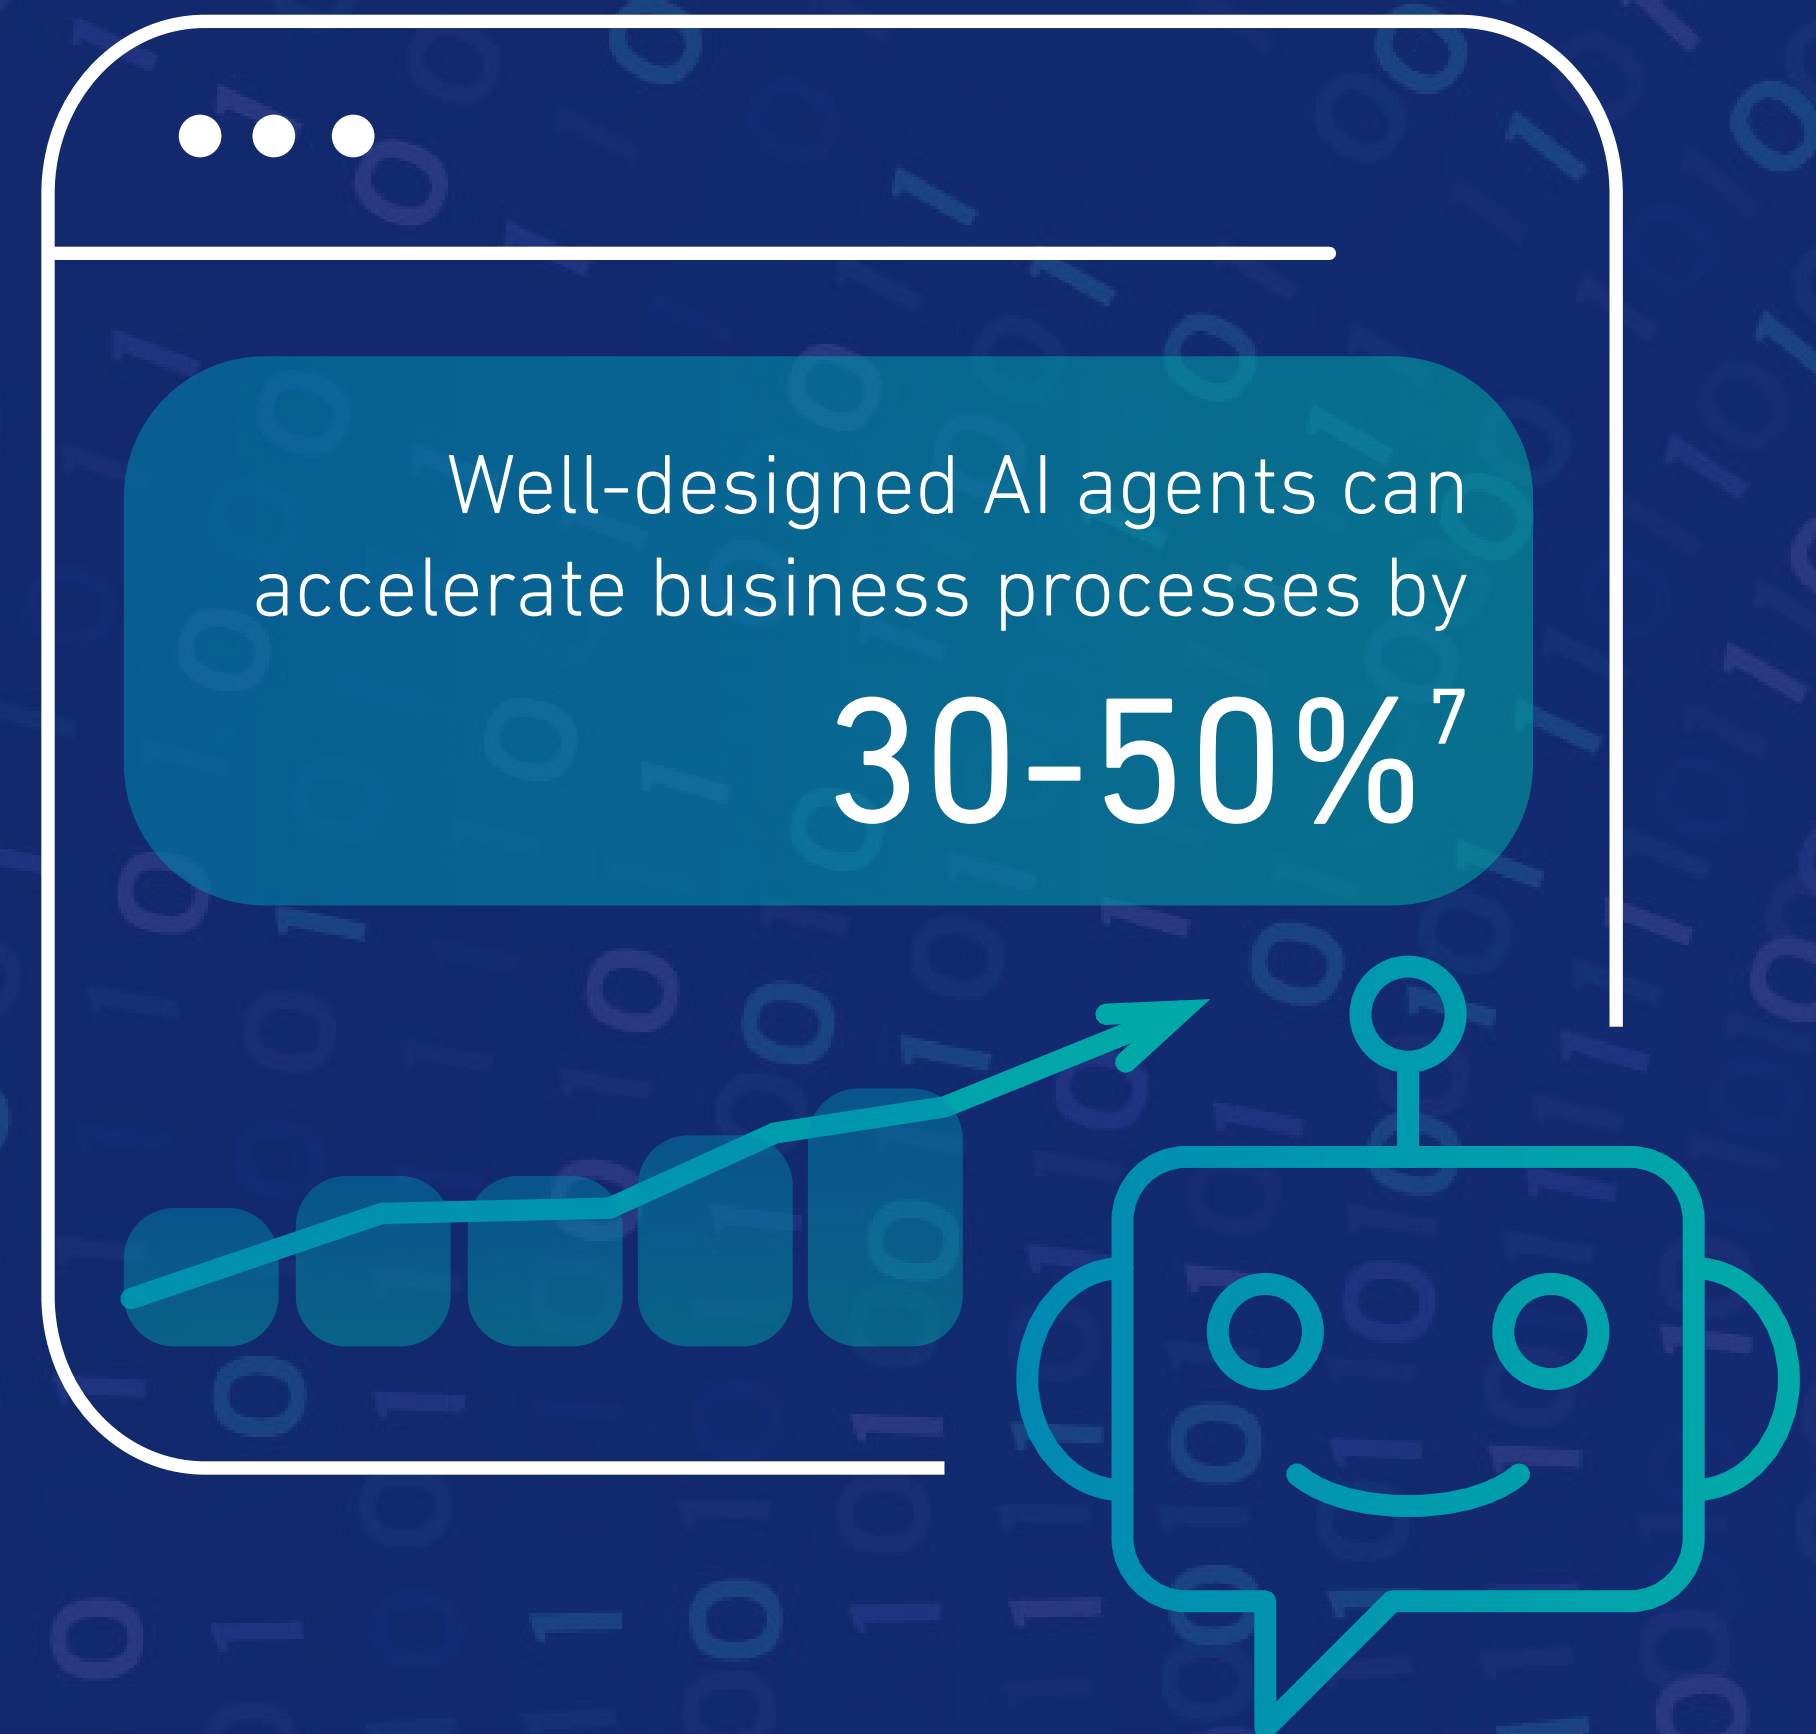 Well-designed AI agents can
accelerate business processes by
30-50%⁷